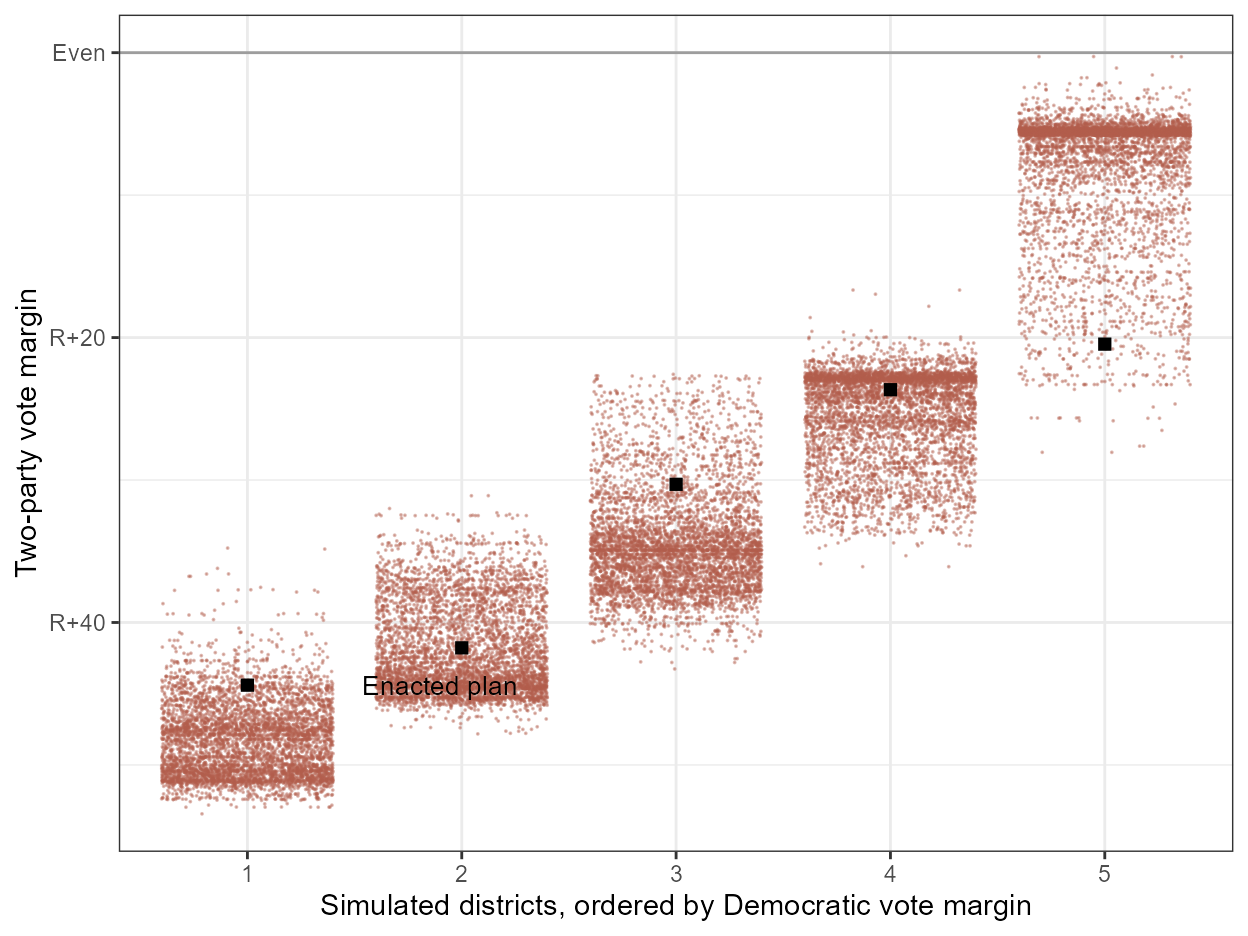 Two-party vote margin
Even
R+20
R+40
Enacted plan
1 2 3 4 5
Simulated districts, ordered by Democratic vote margin